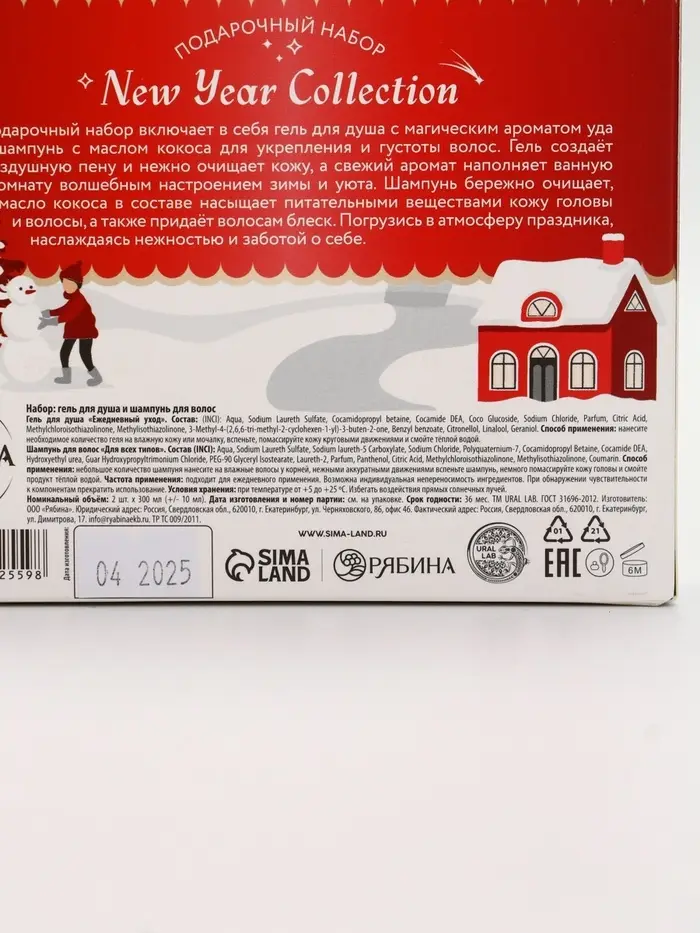 ПОДАРОЧНЫЙ НАБОР
New Year Collection
одарочный набор включает в себя гель для душа с магическим ароматом уда
шампунь с маслом кокоса для укрепления и густоты волос. Гель создаёт
здушную пену и нежно очищает кожу, а свежий аромат наполняет ванную
омнату волшебным настроением зимы и уюта. Шампунь бережно очищает,
масло кокоса в составе насыщает питательными веществами кожу головы
и волосы, а также придаёт волосам блеск. Погрузись в атмосферу праздника,
наслаждаясь нежностью и заботой о себе.
Набор: гель для душа и шампунь для волос
Гель для душа «Ежедневный уход». Состав: (INCI): Aqua, Sodium Laureth Sulfate, Cocamidopropyl betaine, Cocamide DEA, Coco Glucoside, Sodium Chloride, Parfum, Citric Acid,
Methylchloroisothiazolinone, Methylisothiazolinone, 3-Methyl-4-(2,6,6-tri-methyl-2-cyclohexen-1-yl)-3-buten-2-one, Benzyl benzoate, Citronellol, Linalool, Geraniol. Способ применения: нанесите
необходимое количество геля на влажную кожу или мочалку, вспеньте, помассируйте кожу круговыми движениями и смойте тёплой водой.
Шампунь для волос «Для всех типов». Состав (INCI): Aqua, Sodium Laureth Sulfate, Sodium laureth-5 Carboxylate, Sodium Chloride, Polyquaternium-7, Cocamidopropyl Betaine, Cocamide DEA,
Hydroxyethyl urea, Guar Hydroxypropyltrimonium Chloride, PEG-90 Glyceryl Isostearate, Laureth-2, Parfum, Panthenol, Citric Acid, Methylchloroisothiazolinone, Methylisothiazolinone, Coumarin. Способ
применения: небольшое количество шампуня нанесите на влажные волосы у корней, нежными аккуратными движениями вспеньте шампунь, немного помассируйте кожу головы и смойте
продукт тёплой водой. Частота применения: подходит для ежедневного применения. Возможна индивидуальная непереносимость ингредиентов. При обнаружении чувствительности
к компонентам прекратить использование. Условия хранения: при температуре от +5 до +25 °C. Избегать воздействия прямых солнечных лучей.
Номинальный объём: 2 шт. х 300 мл (+/- 10 мл). Дата изготовления и номер партии: см. на упаковке. Срок годности: 36 мес. ТМ URAL LAB. ГОСТ 31696-2012. Изготовитель:
ООО «Рябина». Юридический адрес: Россия, Свердловская обл., 620010, г. Екатеринбург, ул. Черняховского, 86, офис 46. Фактический адрес: Россия, Свердловская обл., 620010, г. Екатеринбург,
ул. Димитрова, 17, info@ryabinaekb.ru. ТР ТС 009/2011.
А
25598
Дата изготовления:
04 2025
WWW.SIMA-LAND.RU
SIMA
LAND
РЯБИНА
URAL
LAB
01
21
EAC
6М